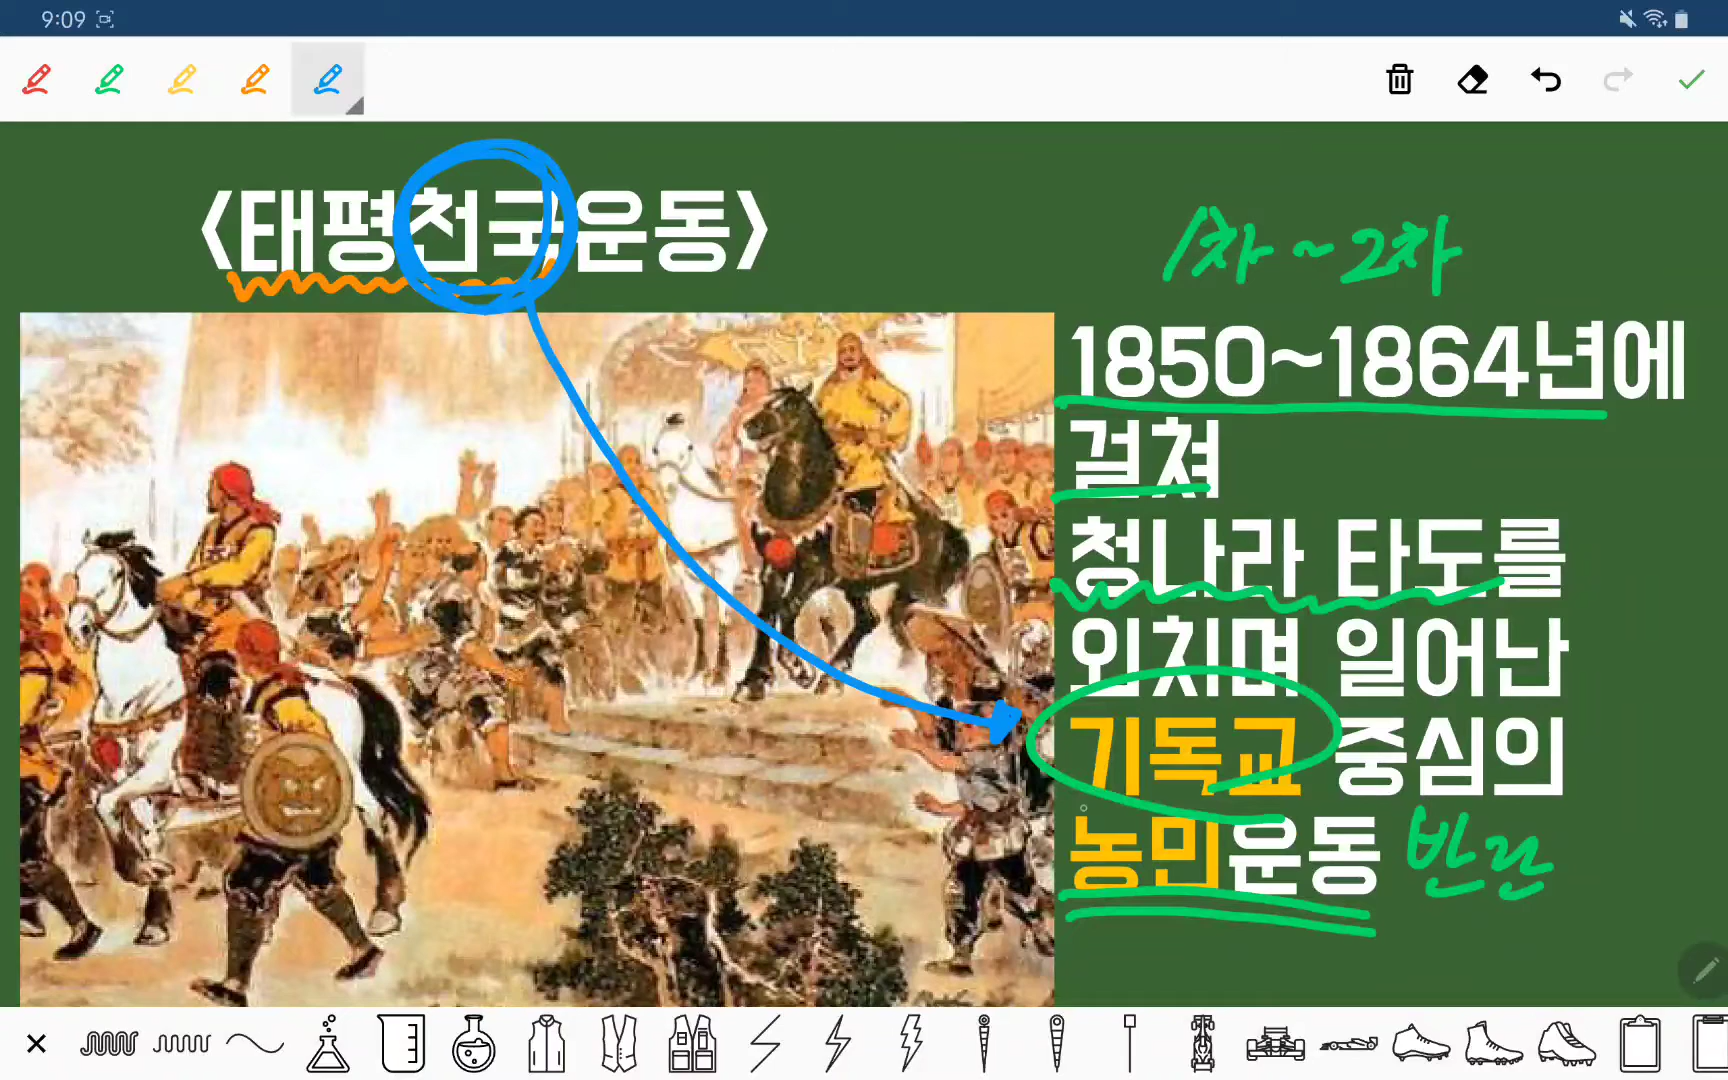 9:09
<태평천국운동>
1차~2차
1850~1864년에
걸쳐
청나라 타도를
외치며 일어난
기독교 중심의
농민운동 반란